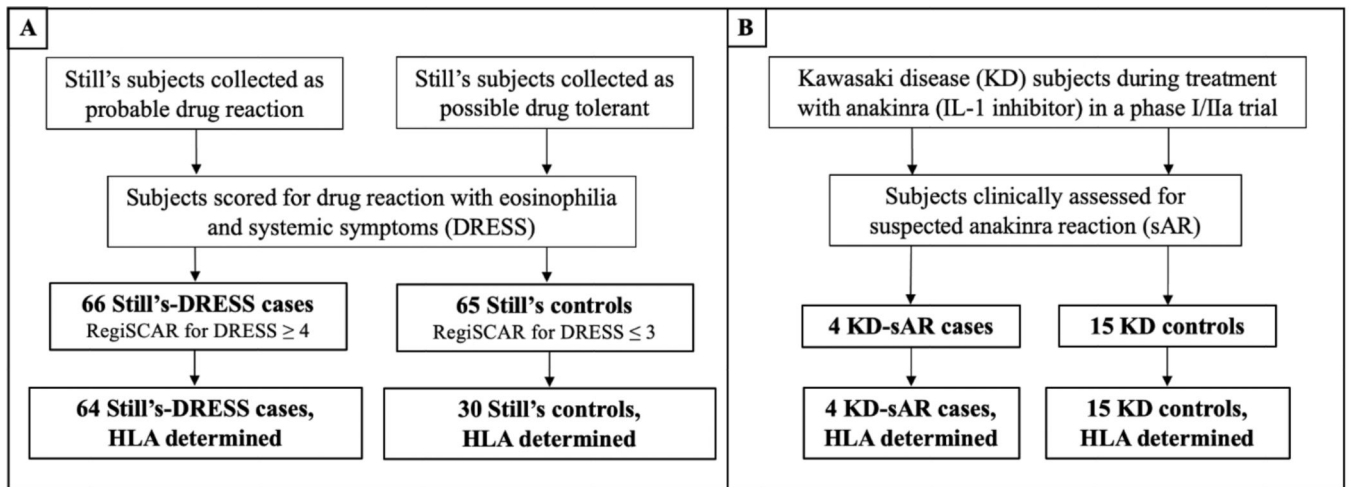 A
Still's subjects collected as
probable drug reaction
Still's subjects collected as
possible drug tolerant
Subjects scored for drug reaction with eosinophilia
and systemic symptoms (DRESS)
66 Still's-DRESS cases
RegiSCAR for DRESS ≥ 4
65 Still's controls
RegiSCAR for DRESS ≤ 3
64 Still's-DRESS cases,
HLA determined
30 Still's controls,
HLA determined
B
Kawasaki disease (KD) subjects during treatment
with anakinra (IL-1 inhibitor) in a phase I/IIa trial
Subjects clinically assessed for
suspected anakinra reaction (sAR)
4 KD-sAR cases
15 KD controls
4 KD-sAR cases,
HLA determined
15 KD controls,
HLA determined